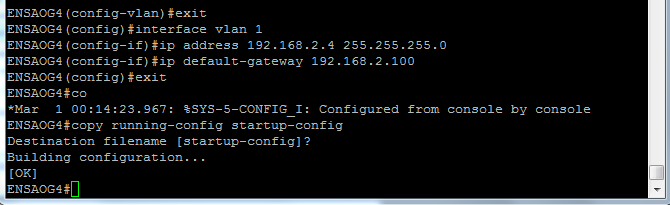 ENSAOG4(config-vlan)#exit
ENSAOG4(config)#interface vlan 1
ENSAOG4(config-if)#ip address 192.168.2.4 255.255.255.0
ENSAOG4(config-if)#ip default-gateway 192.168.2.100
ENSAOG4(config)#exit
ENSAOG4#co
*Mar  1 00:14:23.967: %SYS-5-CONFIG_I: Configured from console by console
ENSAOG4#copy running-config startup-config
Destination filename [startup-config]?
Building configuration...
[OK]
ENSAOG4#